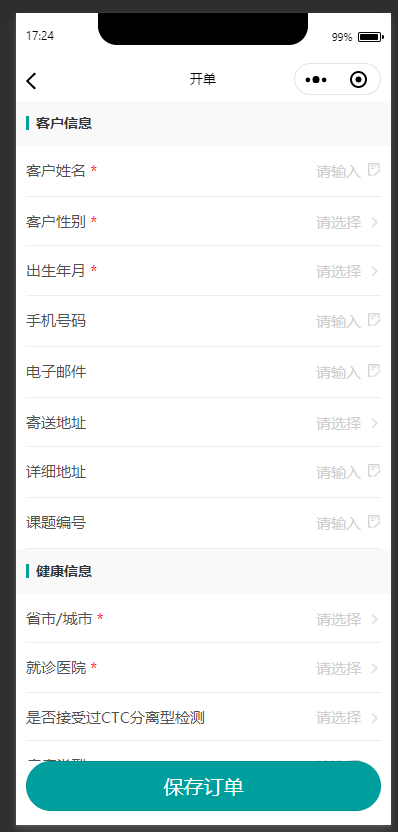 17:24 99%
开单
客户信息
客户姓名 * 请输入
客户性别 * 请选择
出生年月 * 请选择
手机号码 请输入
电子邮件 请输入
寄送地址 请选择
详细地址 请输入
课题编号 请输入
健康信息
省市/城市 * 请选择
就诊医院 * 请选择
是否接受过CTC分离型检测 请选择
保存订单